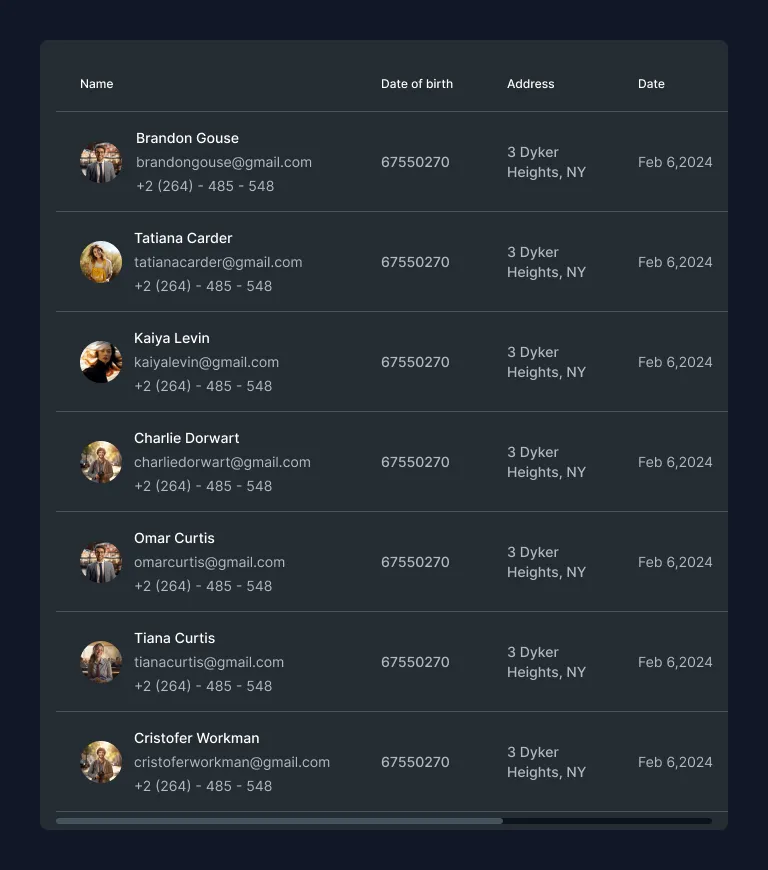 Name Date of birth Address Date
Brandon Gouse
brandongouse@gmail.com
+2 (264) - 485 - 548
67550270
3 Dyker
Heights, NY
Feb 6,2024
Tatiana Carder
tatianacarder@gmail.com
+2 (264) - 485 - 548
67550270
3 Dyker
Heights, NY
Feb 6,2024
Kaiya Levin
kaiyalevin@gmail.com
+2 (264) - 485 - 548
67550270
3 Dyker
Heights, NY
Feb 6,2024
Charlie Dorwart
charliedorwart@gmail.com
+2 (264) - 485 - 548
67550270
3 Dyker
Heights, NY
Feb 6,2024
Omar Curtis
omarcurtis@gmail.com
+2 (264) - 485 - 548
67550270
3 Dyker
Heights, NY
Feb 6,2024
Tiana Curtis
tianacurtis@gmail.com
+2 (264) - 485 - 548
67550270
3 Dyker
Heights, NY
Feb 6,2024
Cristofer Workman
cristoferworkman@gmail.com
+2 (264) - 485 - 548
67550270
3 Dyker
Heights, NY
Feb 6,2024